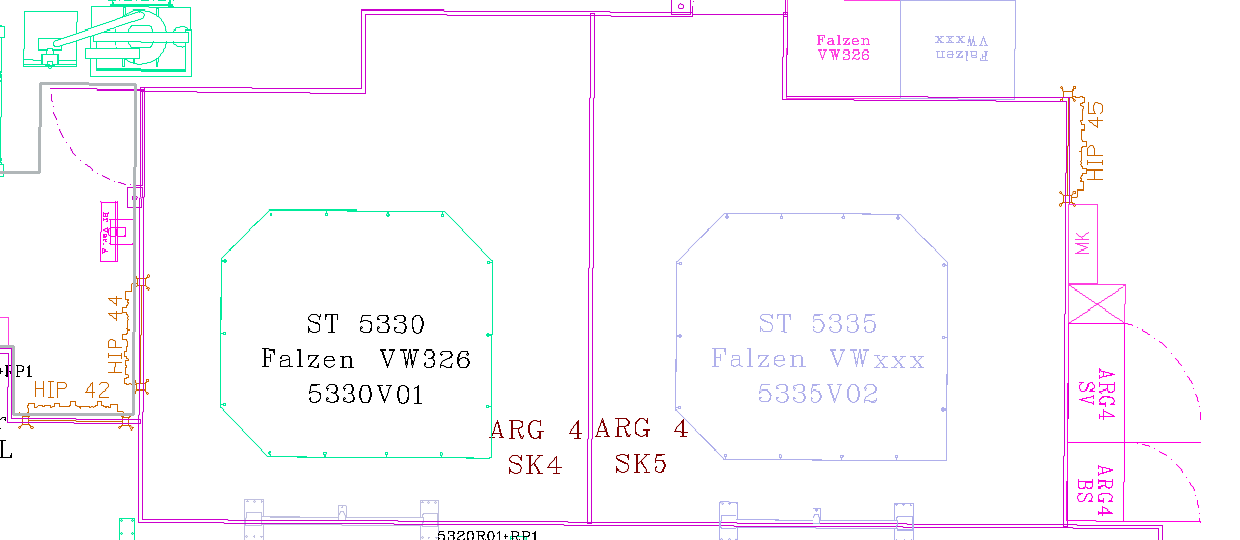 Falzen
VW326
VWxxx
Falzen
HIP 45
MK
HIP 44
ST 5330
Falzen VW326
5330V01
ST 5335
Falzen VWxxx
5335V02
+RP1
HIP 42
ARG4
SV
L
ARG 4
SK4
ARG 4
SK5
ARG4
BS
5320R01+RP1